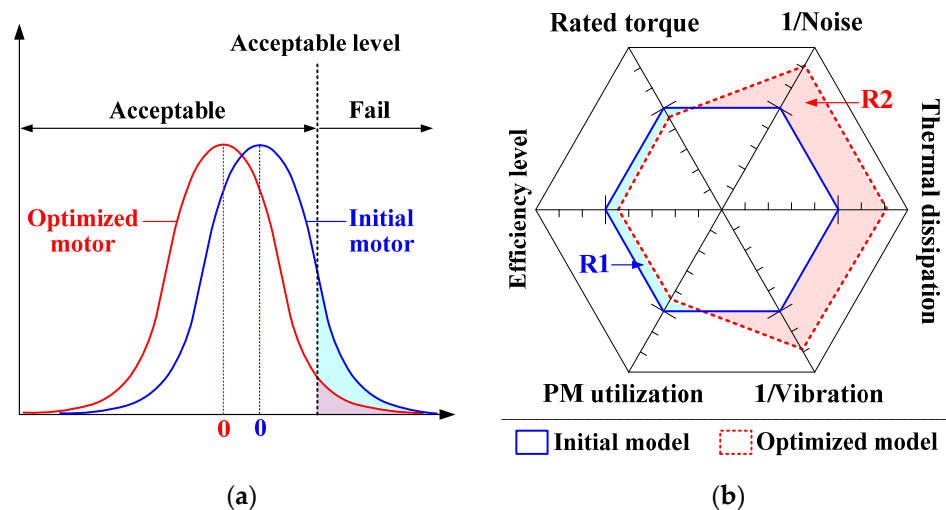 Acceptable level
Acceptable
Fail
Optimized
motor
Initial
motor
0
0
(a)
Rated torque
1/Noise
R2
Efficiency level
Thermal dissipation
R1
PM utilization
1/Vibration
Initial model
Optimized model
(b)